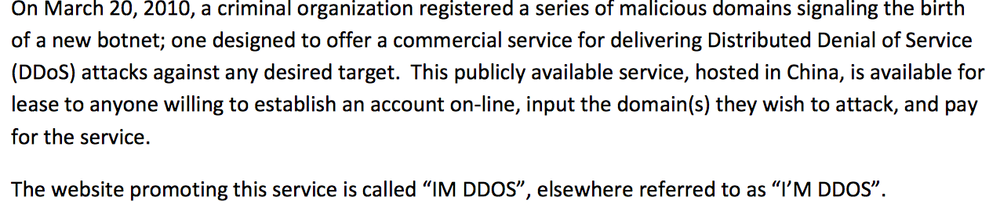 On March 20, 2010, a criminal organization registered a series of malicious domains signaling the birth
of a new botnet; one designed to offer a commercial service for delivering Distributed Denial of Service
(DDoS) attacks against any desired target.  This publicly available service, hosted in China, is available for
lease to anyone willing to establish an account on-line, input the domain(s) they wish to attack, and pay
for the service.
The website promoting this service is called “IM DDOS”, elsewhere referred to as “I’M DDOS”.